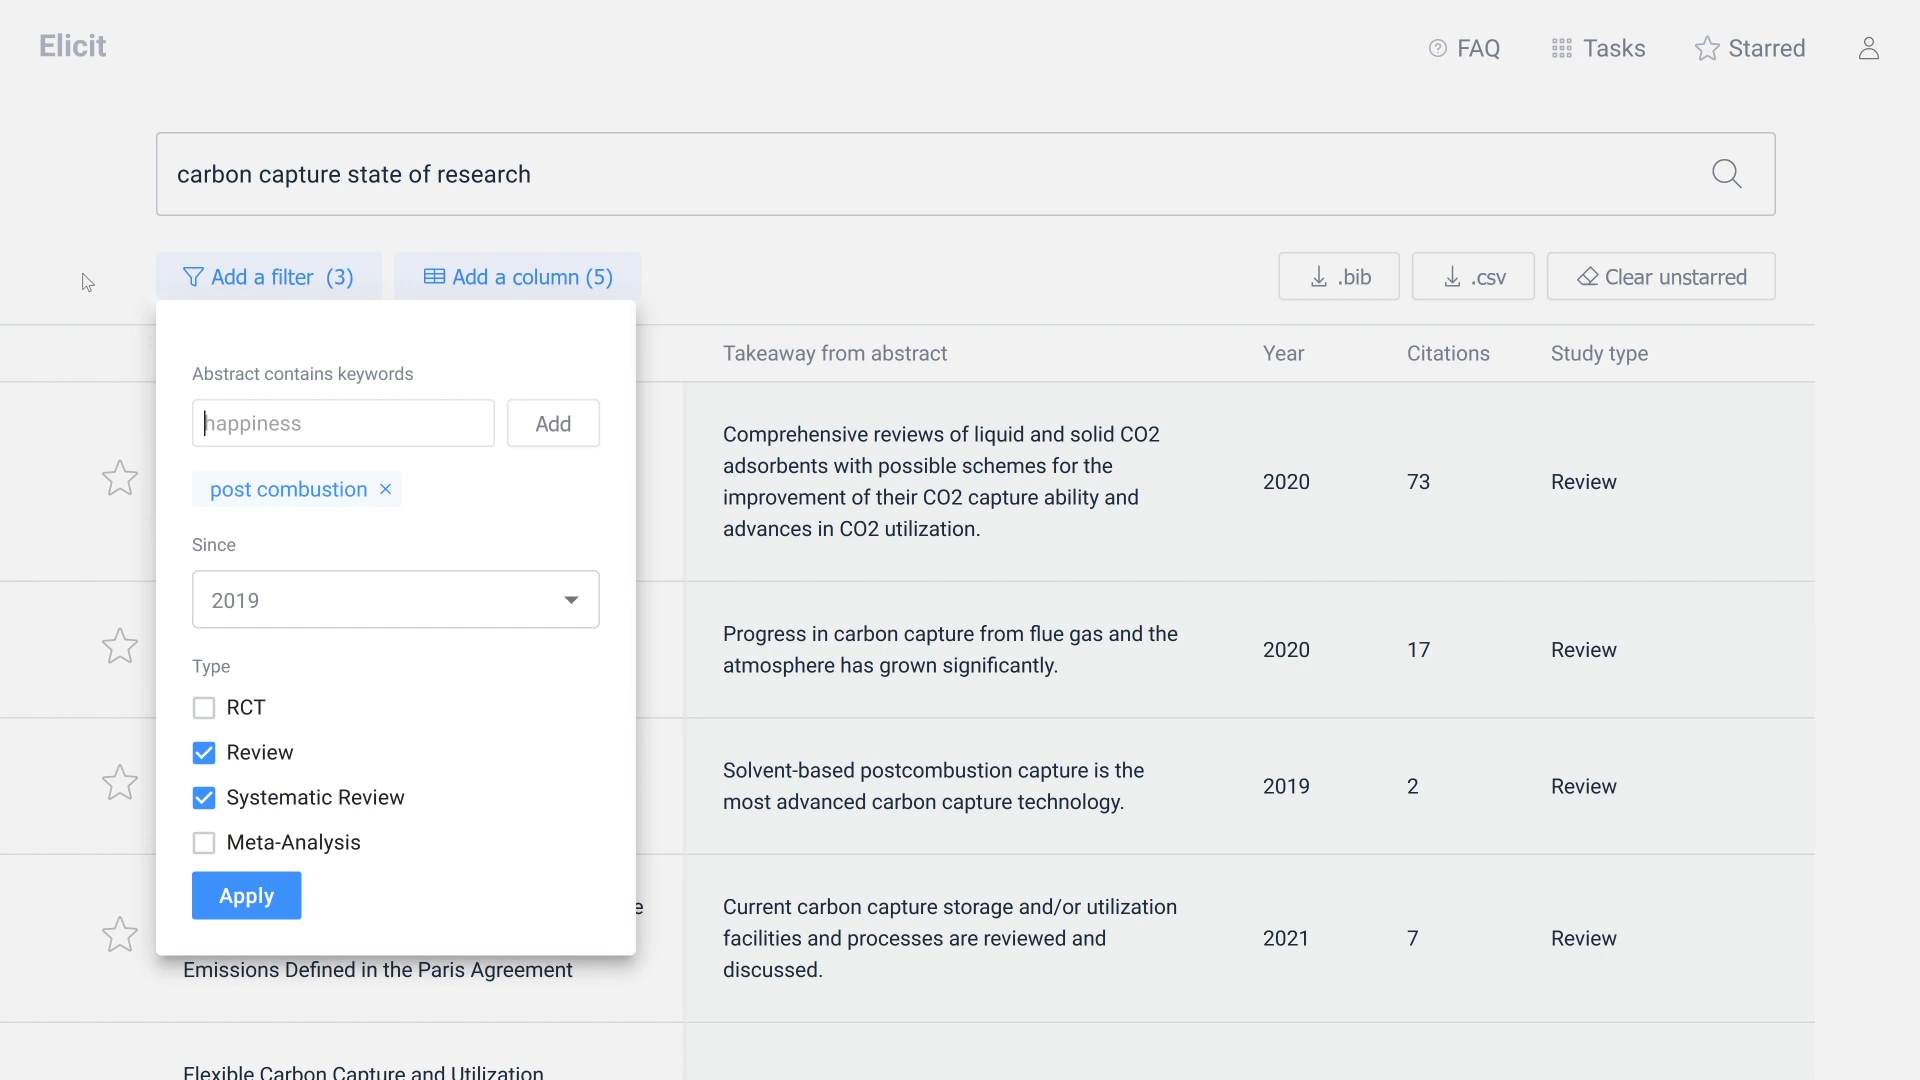 Elicit
FAQ
Tasks
Starred
carbon capture state of research
Add a filter (3)
Add a column (5)
.bib
.csv
Clear unstarred
Takeaway from abstract
Year
Citations
Study type
Abstract contains keywords
happiness
Add
post combustion ×
Since
2019
Type
RCT
Review
Systematic Review
Meta-Analysis
Apply
Comprehensive reviews of liquid and solid CO2
adsorbents with possible schemes for the
improvement of their CO2 capture ability and
advances in CO2 utilization.
2020
73
Review
Progress in carbon capture from flue gas and the
atmosphere has grown significantly.
2020
17
Review
Solvent-based postcombustion capture is the
most advanced carbon capture technology.
2019
2
Review
e
Emissions Defined in the Paris Agreement
Current carbon capture storage and/or utilization
facilities and processes are reviewed and
discussed.
2021
7
Review
Flexible Carbon Capture and Utilization